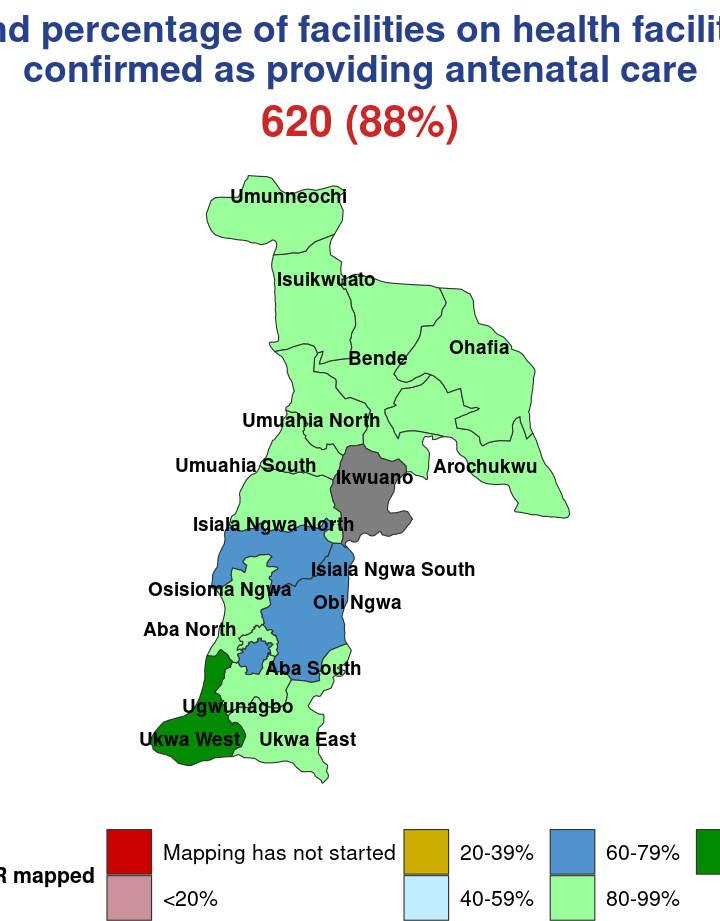 percentage of facilities on health
confirmed as providing antenatal care
620 (88%)
Umunneochi
Isuikwuato
Ohafia
Bende
Umuahia North
Umuahia South
Arochukwu
Ikwuano
Isiala Ngwa North
Isiala Ngwa South
Osisioma Ngwa
Obi Ngwa
Aba North
Aba South
Ugwunagbo
Ukwa West
Ukwa East
mapped
Mapping has not started
20-39%
60-79%
<20%
40-59%
80-99%